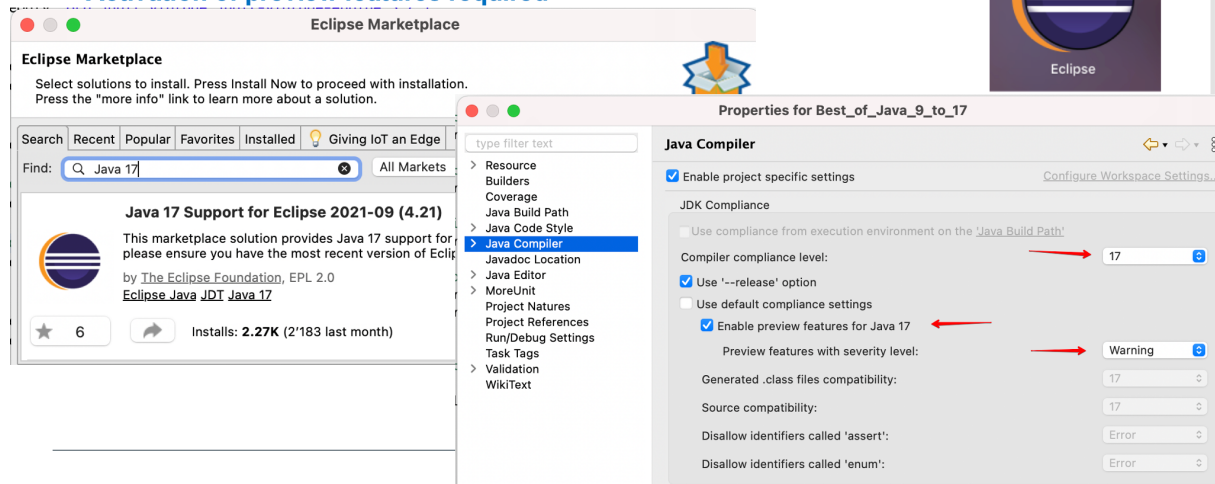 Activation of preview features required
Eclipse
Eclipse Marketplace
Eclipse Marketplace
Select solutions to install. Press Install Now to proceed with installation.
Press the "more info" link to learn more about a solution.
Search Recent Popular Favorites Installed Giving IoT an Edge
Find: Java 17 All Markets
Java 17 Support for Eclipse 2021-09 (4.21)
This marketplace solution provides Java 17 support for
please ensure you have the most recent version of Eclip
by The Eclipse Foundation, EPL 2.0
Eclipse Java JDT Java 17
6 Installs: 2.27K (2'183 last month)
Properties for Best_of_Java_9_to_17
type filter text
Resource
Builders
Coverage
Java Build Path
Java Code Style
Java Compiler
Javadoc Location
Java Editor
MoreUnit
Project Natures
Project References
Run/Debug Settings
Task Tags
Validation
WikiText
Java Compiler
Enable project specific settings Configure Workspace Settings..
JDK Compliance
Use compliance from execution environment on the 'Java Build Path'
Compiler compliance level: 17
Use '--release' option
Use default compliance settings
Enable preview features for Java 17
Preview features with severity level: Warning
Generated .class files compatibility: 17
Source compatibility: 17
Disallow identifiers called 'assert': Error
Disallow identifiers called 'enum': Error